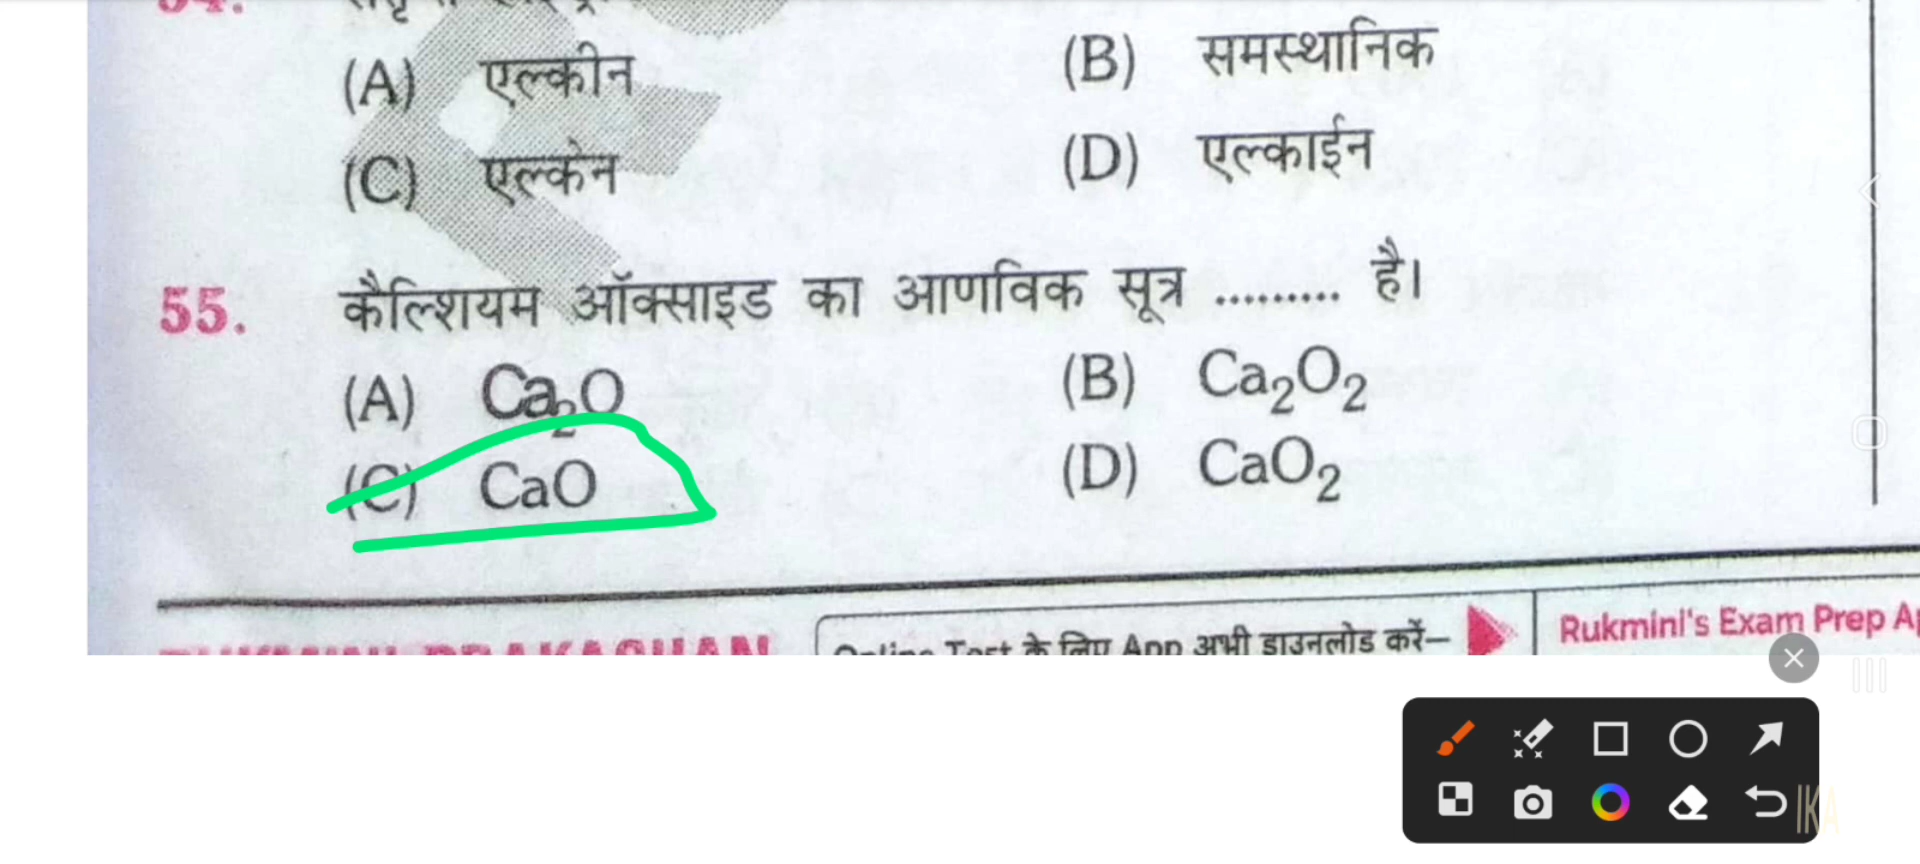 (A) एल्कीन (B) समस्थानिक
(C) एल्केन (D) एल्काईन
55. कैल्शियम ऑक्साइड का आणविक सूत्र ......... है।
(A) Ca₂O (B) Ca₂O₂
(C) CaO (D) CaO₂
Online Test के लिए App अभी डाउनलोड करें—
Rukmini's Exam Prep